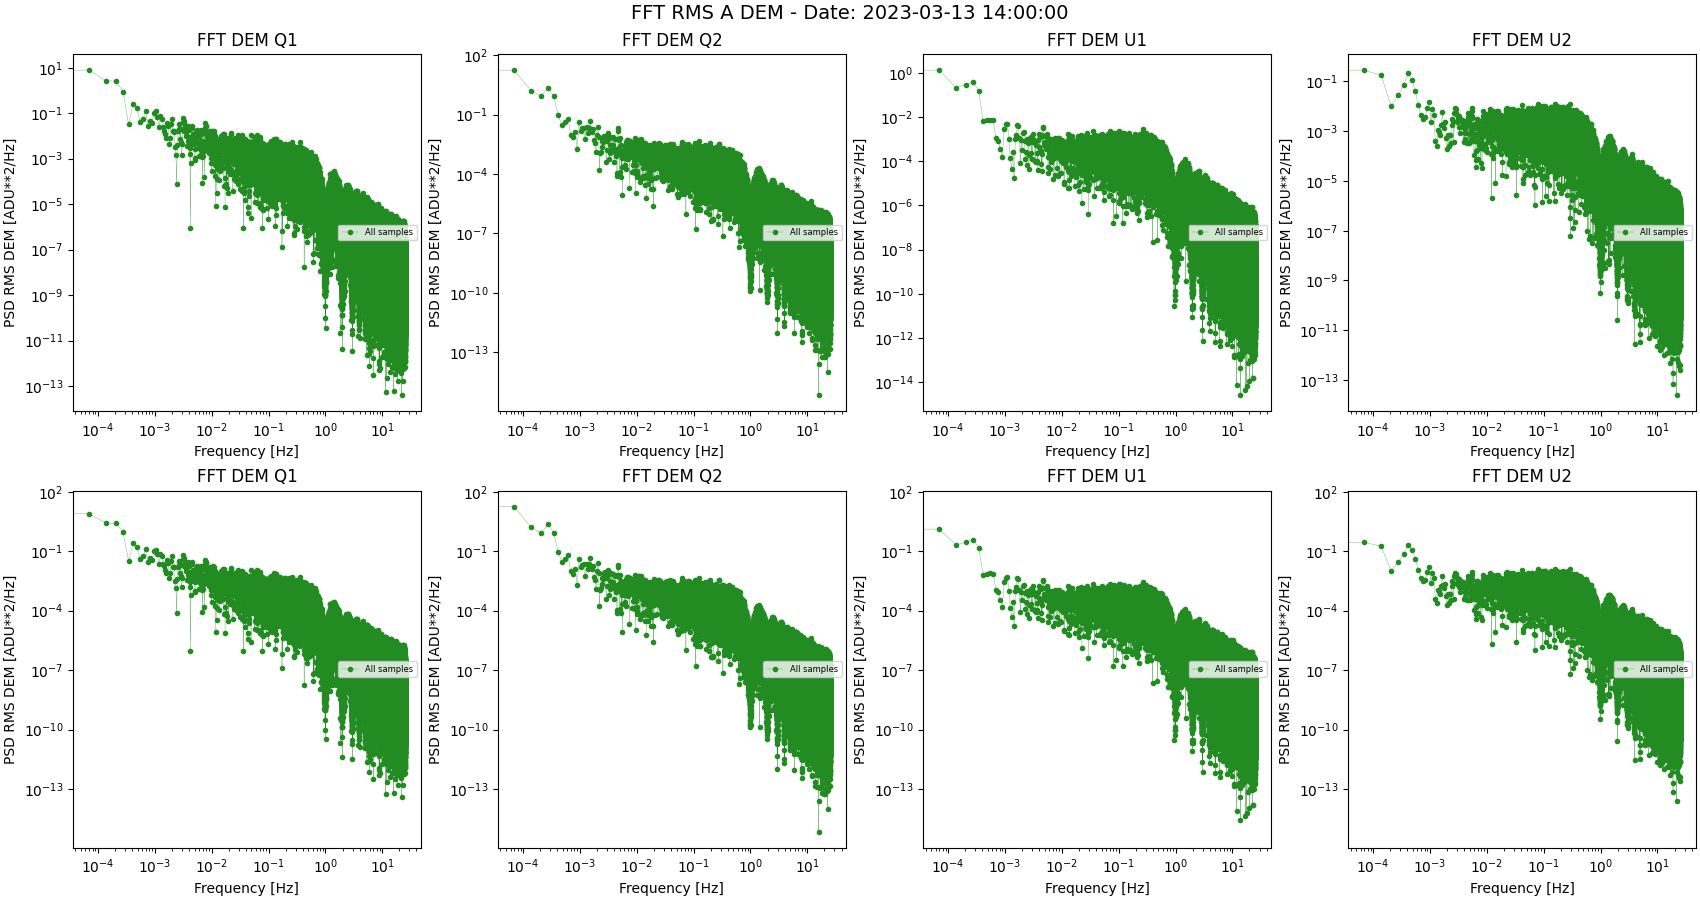 FFT RMS A DEM - Date: 2023-03-13 14:00:00
FFT DEM Q1
FFT DEM Q2
FFT DEM U1
FFT DEM U2
PSD RMS DEM [ADU**2/Hz]
10^1
10^-1
10^-3
10^-5
10^-7
10^-9
10^-11
10^-13
All samples
10^-4 10^-3 10^-2 10^-1 10^0 10^1
Frequency [Hz]
PSD RMS DEM [ADU**2/Hz]
10^2
10^-1
10^-4
10^-7
10^-10
10^-13
All samples
10^-4 10^-3 10^-2 10^-1 10^0 10^1
Frequency [Hz]
PSD RMS DEM [ADU**2/Hz]
10^0
10^-2
10^-4
10^-6
10^-8
10^-10
10^-12
10^-14
All samples
10^-4 10^-3 10^-2 10^-1 10^0 10^1
Frequency [Hz]
PSD RMS DEM [ADU**2/Hz]
10^-1
10^-3
10^-5
10^-7
10^-9
10^-11
10^-13
All samples
10^-4 10^-3 10^-2 10^-1 10^0 10^1
Frequency [Hz]
FFT DEM Q1
FFT DEM Q2
FFT DEM U1
FFT DEM U2
PSD RMS DEM [ADU**2/Hz]
10^2
10^-1
10^-4
10^-7
10^-10
10^-13
All samples
10^-4 10^-3 10^-2 10^-1 10^0 10^1
Frequency [Hz]
PSD RMS DEM [ADU**2/Hz]
10^2
10^-1
10^-4
10^-7
10^-10
10^-13
All samples
10^-4 10^-3 10^-2 10^-1 10^0 10^1
Frequency [Hz]
PSD RMS DEM [ADU**2/Hz]
10^2
10^-1
10^-4
10^-7
10^-10
10^-13
All samples
10^-4 10^-3 10^-2 10^-1 10^0 10^1
Frequency [Hz]
PSD RMS DEM [ADU**2/Hz]
10^2
10^-1
10^-4
10^-7
10^-10
10^-13
All samples
10^-4 10^-3 10^-2 10^-1 10^0 10^1
Frequency [Hz]